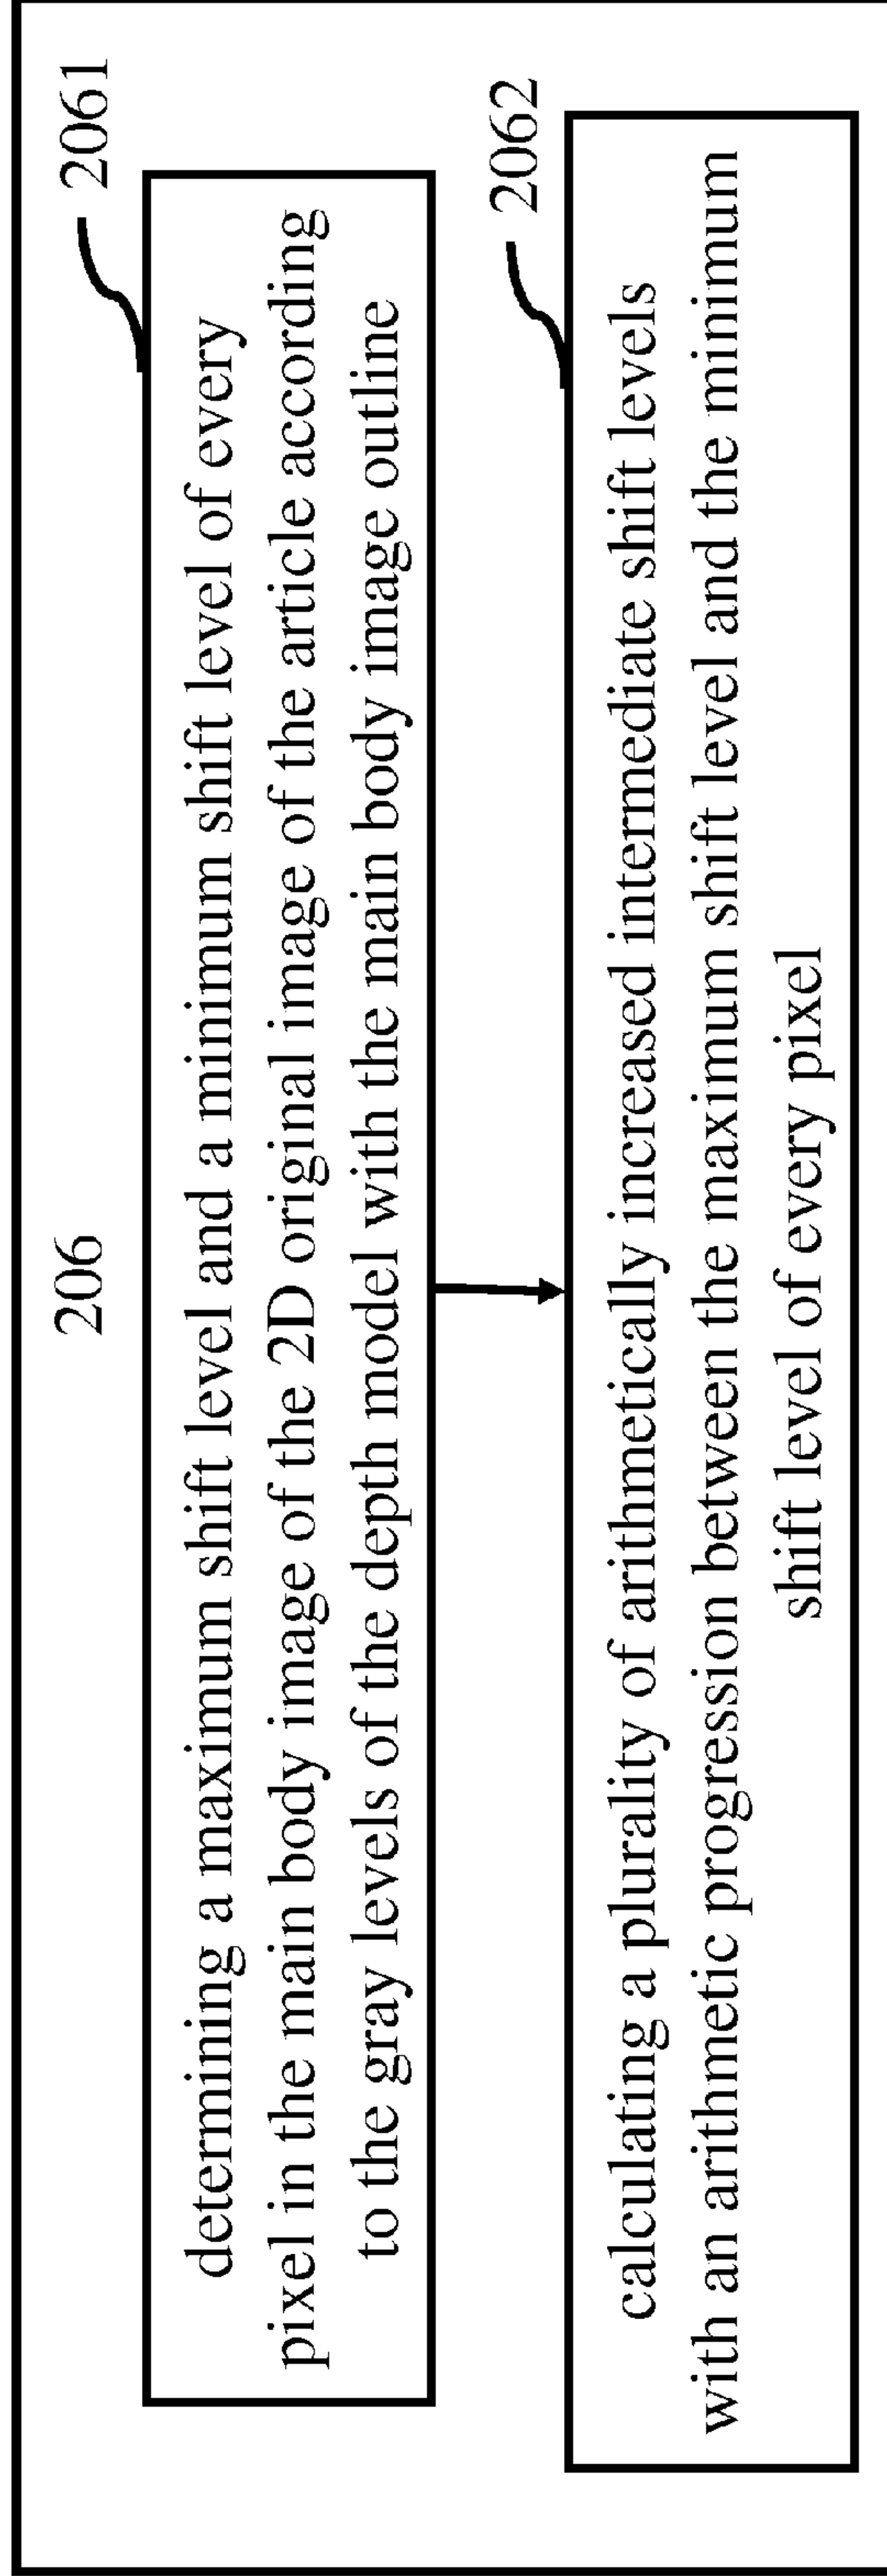 206
2061
determining a maximum shift level and a minimum shift level of every
pixel in the main body image of the 2D original image of the article according
to the gray levels of the depth model with the main body image outline
2062
calculating a plurality of arithmetically increased intermediate shift levels
with an arithmetic progression between the maximum shift level and the minimum
shift level of every pixel